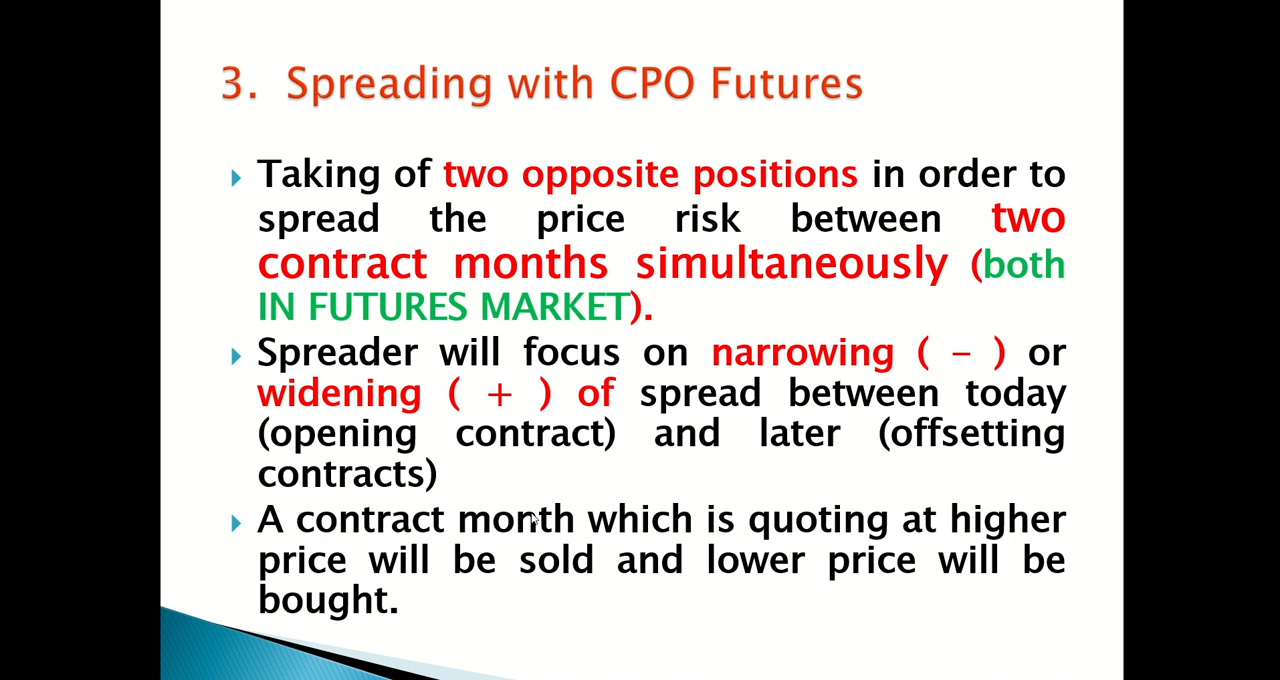 3. Spreading with CPO Futures
Taking of two opposite positions in order to
spread the price risk between two
contract months simultaneously (both
IN FUTURES MARKET).
Spreader will focus on narrowing ( – ) or
widening ( + ) of spread between today
(opening contract) and later (offsetting
contracts)
A contract month which is quoting at higher
price will be sold and lower price will be
bought.